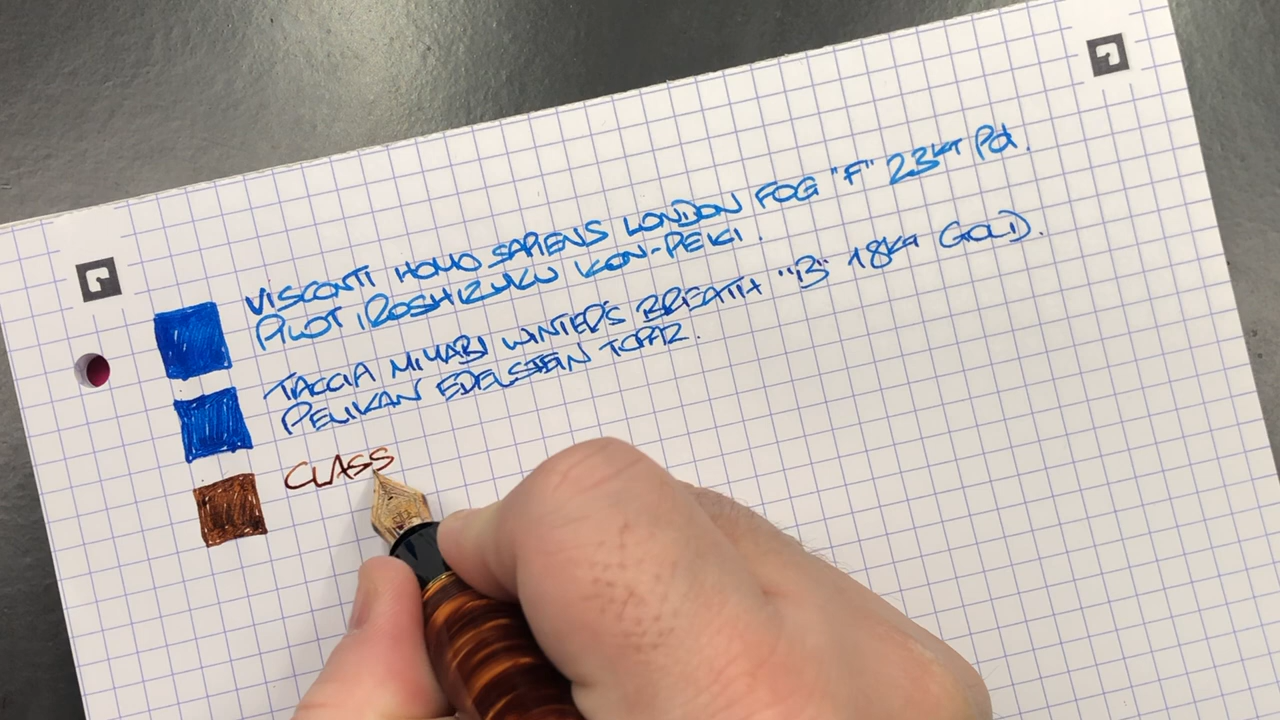 VISCONTI HOMO SAPIENS LONDON FOG "F" 23KT Pd.
PILOT IROSHIZUKU KON-PEKI.
TACCIA MIYABI WINTER'S BREATH "B" 18Kt GOLD.
PELIKAN EDELSTEIN TOPAZ.
CLASS